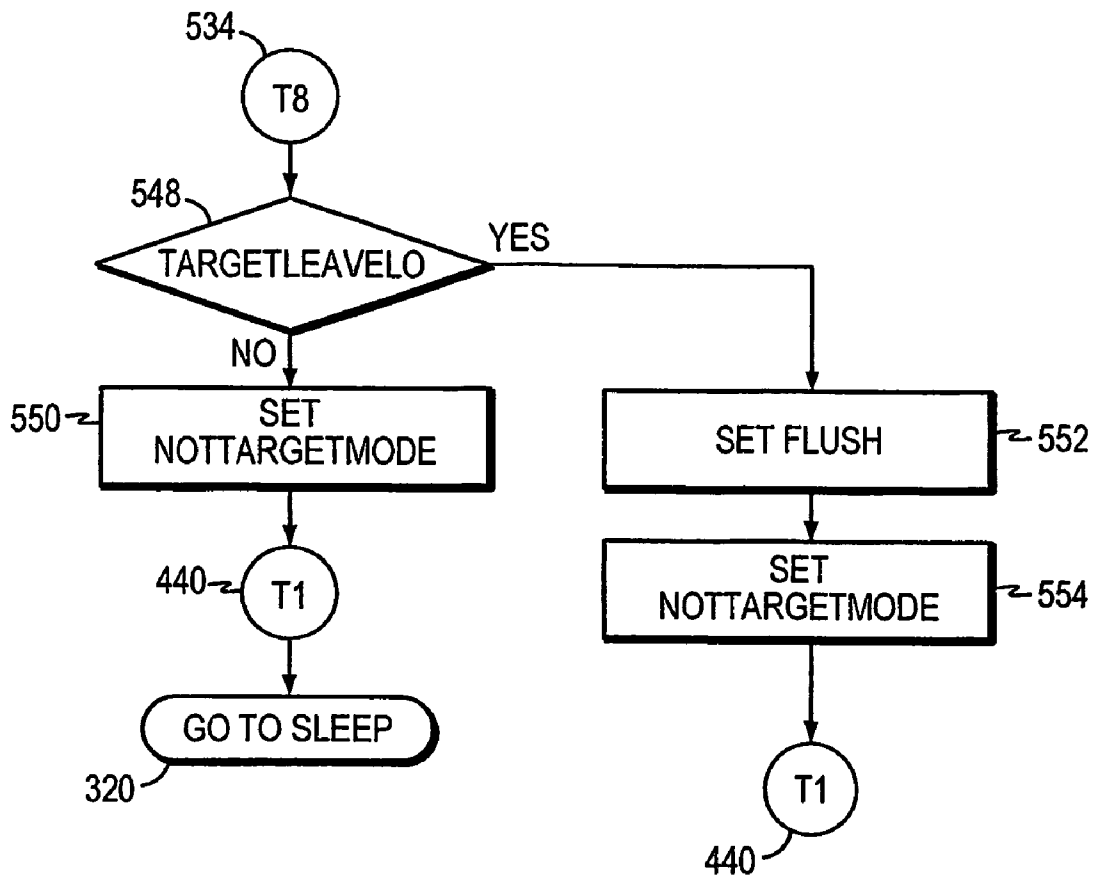 534
T8
548
TARGETLEAVELO
YES
NO
550
SET
NOTTARGETMODE
SET FLUSH
552
440
T1
SET
NOTTARGETMODE
554
GO TO SLEEP
320
T1
440